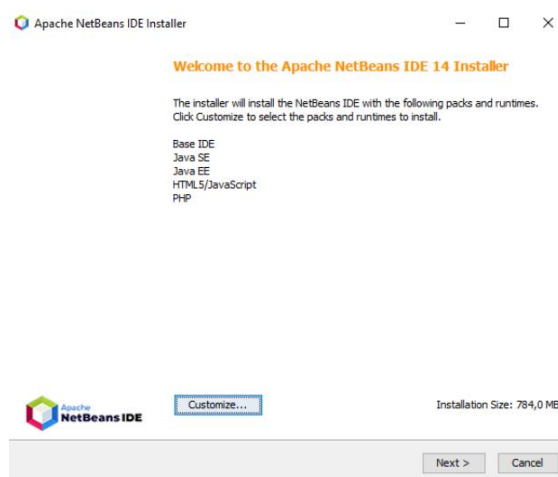 Apache NetBeans IDE Installer
Welcome to the Apache NetBeans IDE 14 Installer
The installer will install the NetBeans IDE with the following packs and runtimes.
Click Customize to select the packs and runtimes to install.
Base IDE
Java SE
Java EE
HTML5/JavaScript
PHP
Apache
NetBeans IDE
Customize...
Installation Size: 784,0 MB
Next >
Cancel